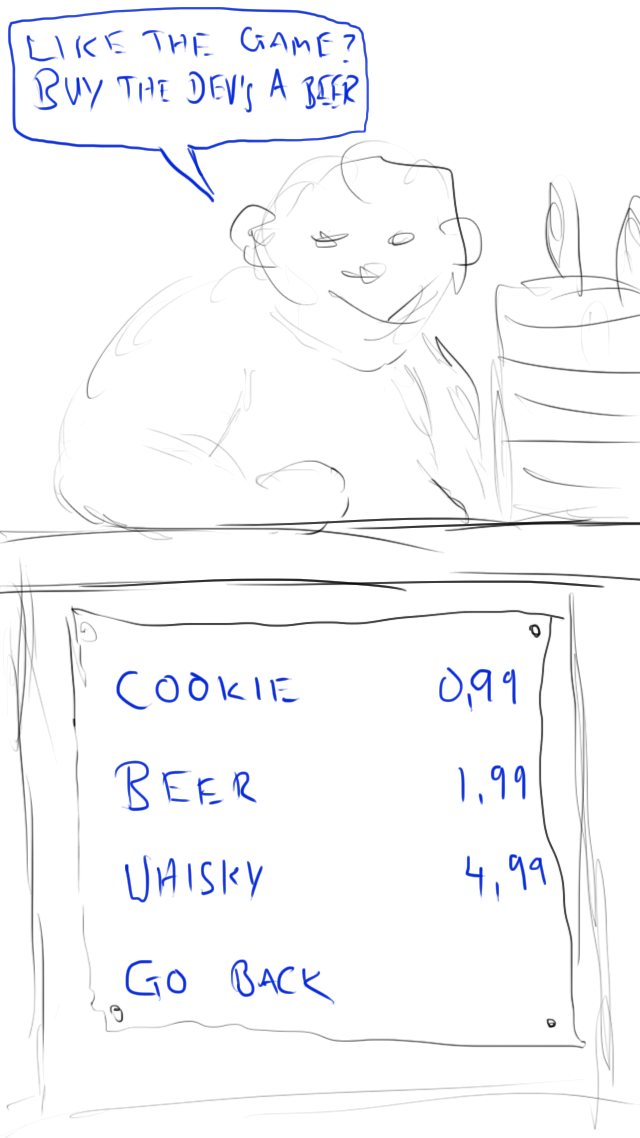 LIKE THE GAME?
BUY THE DEV'S A BEER
COOKIE 0,99
BEER 1,99
WHISKY 4,99
GO BACK